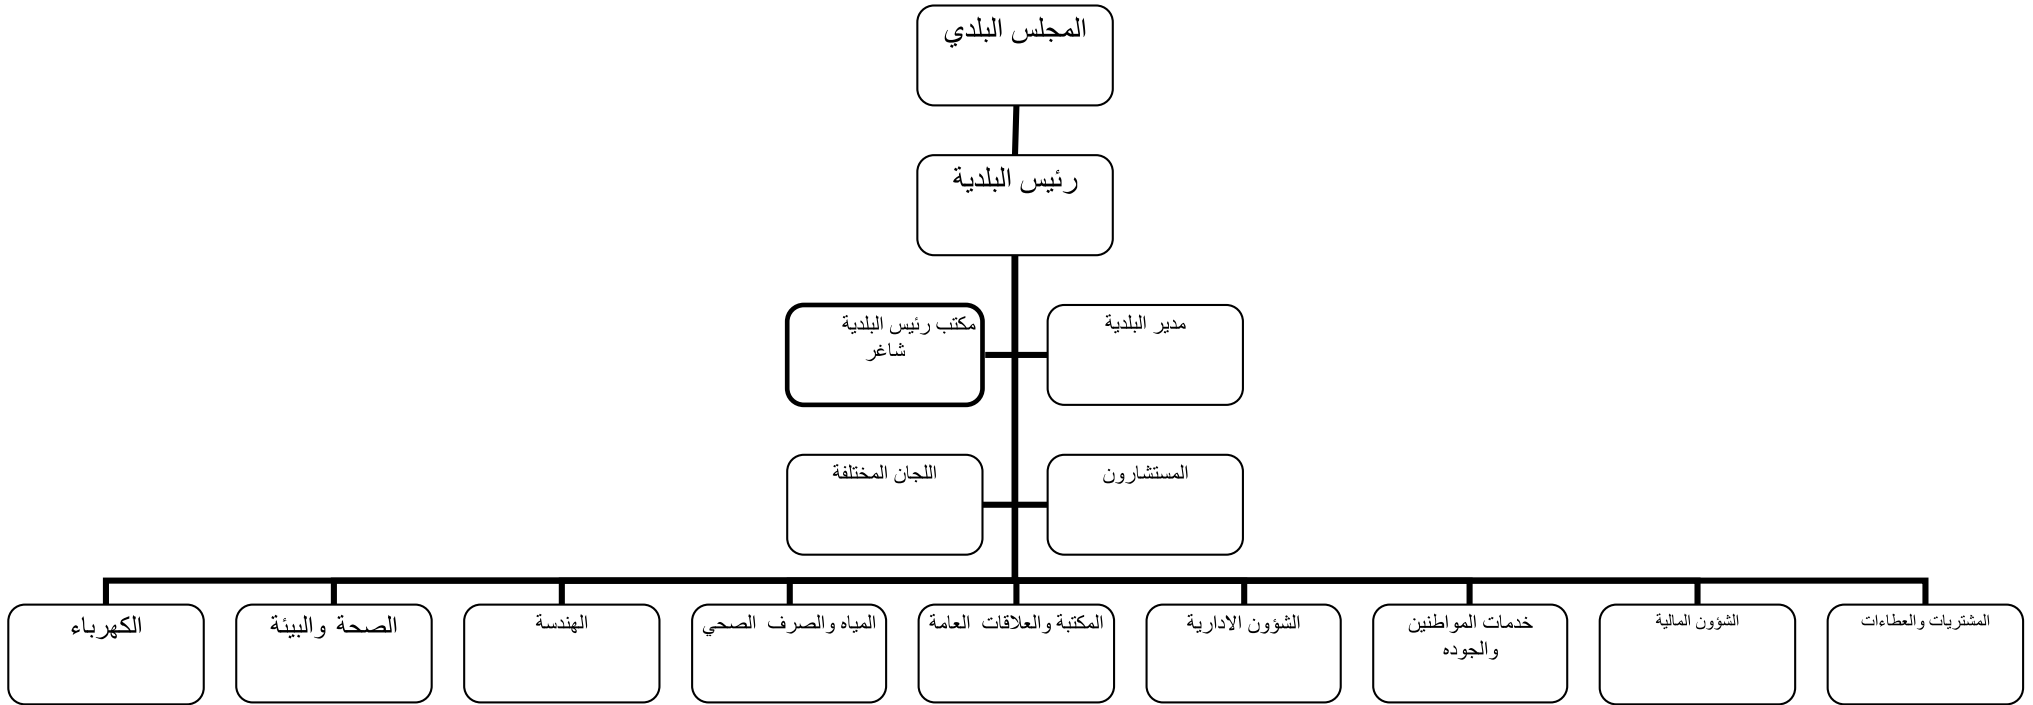 المجلس البلدي
رئيس البلدية
مدير البلدية
مكتب رئيس البلدية
شاغر
المستشارون
اللجان المختلفة
المشتريات والعطاءات
الشؤون المالية
خدمات المواطنين
والجوده
الشؤون الادارية
المكتبة والعلاقات العامة
المياه والصرف الصحي
الهندسة
الصحة والبيئة
الكهرباء